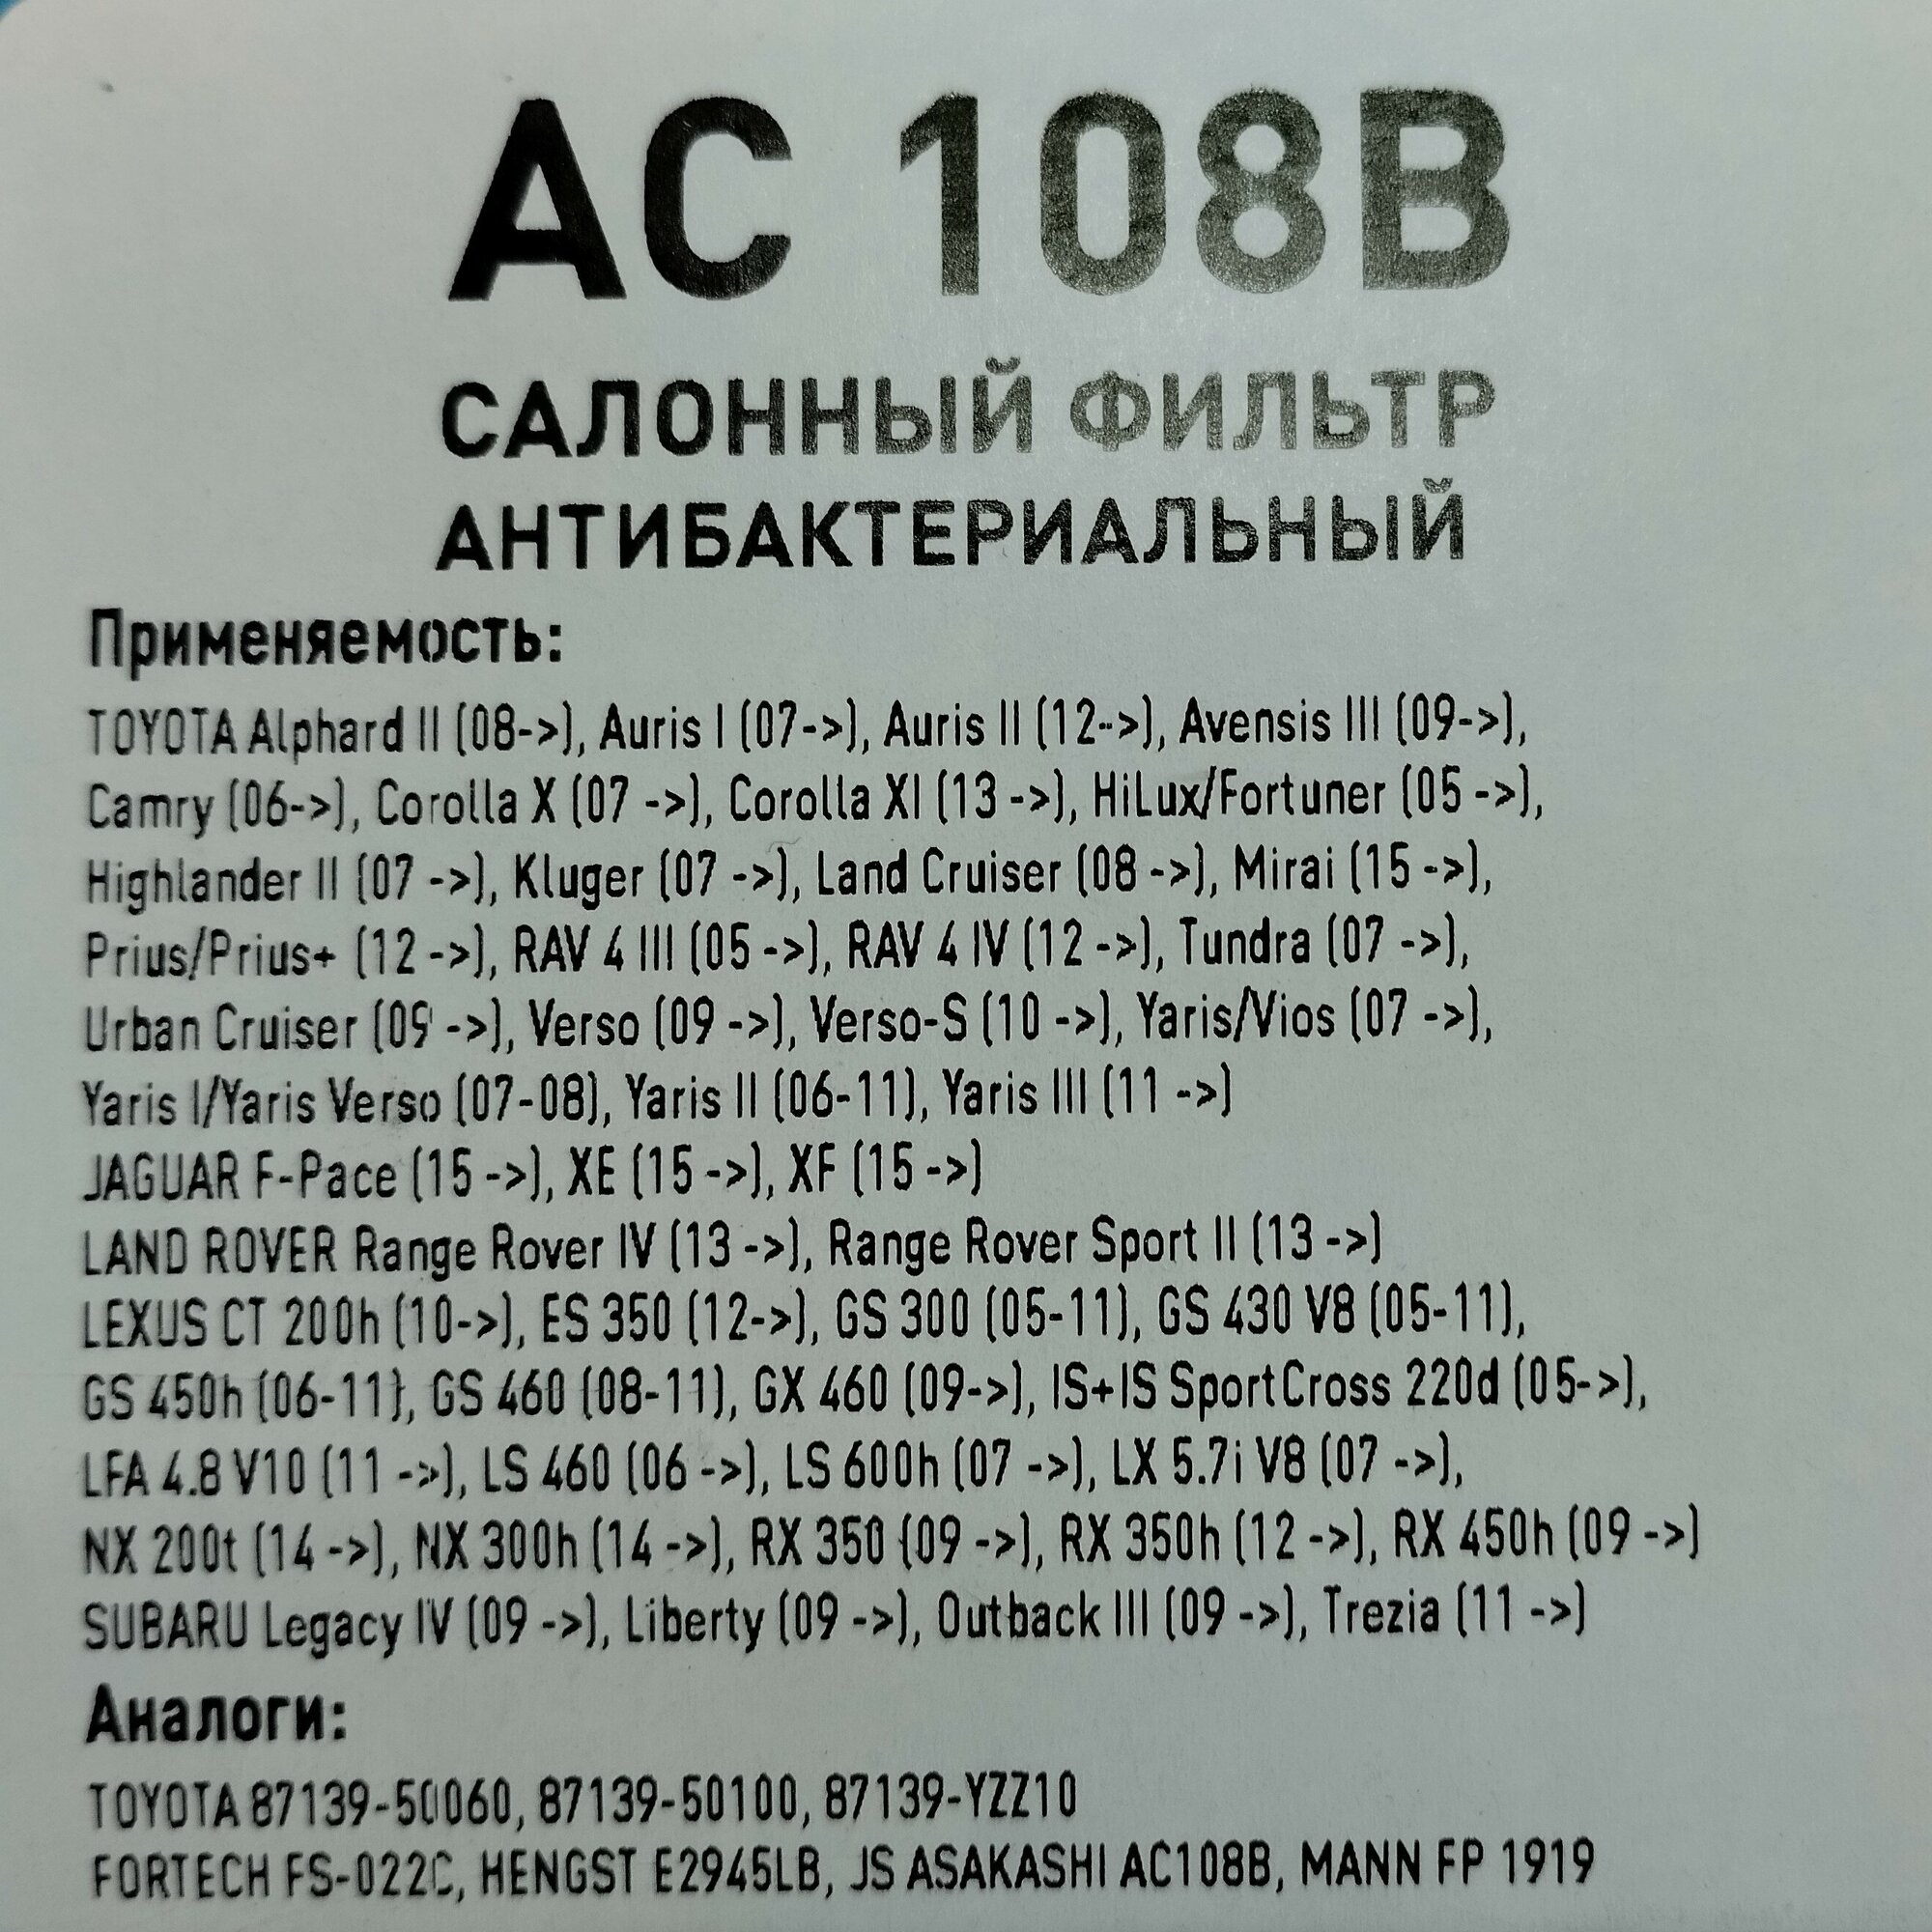 AC 108B
САЛОННЫЙ ФИЛЬТР
АНТИБАКТЕРИАЛЬНЫЙ
Применяемость:
TOYOTA Alphard II (08->), Auris I (07->), Auris II (12->), Avensis III (09->),
Camry (06->), Corolla X (07 ->), Corolla XI (13 ->), HiLux/Fortuner (05 ->),
Highlander II (07 ->), Kluger (07 ->), Land Cruiser (08 ->), Mirai (15 ->),
Prius/Prius+ (12 ->), RAV 4 III (05 ->), RAV 4 IV (12 ->), Tundra (07 ->),
Urban Cruiser (09 ->), Verso (09 ->), Verso-S (10 ->), Yaris/Vios (07 ->),
Yaris I/Yaris Verso (07-08), Yaris II (06-11), Yaris III (11 ->)
JAGUAR F-Pace (15 ->), XE (15 ->), XF (15 ->)
LAND ROVER Range Rover IV (13 ->), Range Rover Sport II (13 ->)
LEXUS CT 200h (10->), ES 350 (12->), GS 300 (05-11), GS 430 V8 (05-11),
GS 450h (06-11), GS 460 (08-11), GX 460 (09->), IS+IS SportCross 220d (05->),
LFA 4.8 V10 (11 ->), LS 460 (06 ->), LS 600h (07 ->), LX 5.7i V8 (07 ->),
NX 200t (14 ->), NX 300h (14 ->), RX 350 (09 ->), RX 350h (12 ->), RX 450h (09 ->)
SUBARU Legacy IV (09 ->), Liberty (09 ->), Outback III (09 ->), Trezia (11 ->)
Аналоги:
TOYOTA 87139-50060, 87139-50100, 87139-YZZ10
FORTECH FS-022C, HENGST E2945LB, JS ASAKASHI AC108B, MANN FP 1919